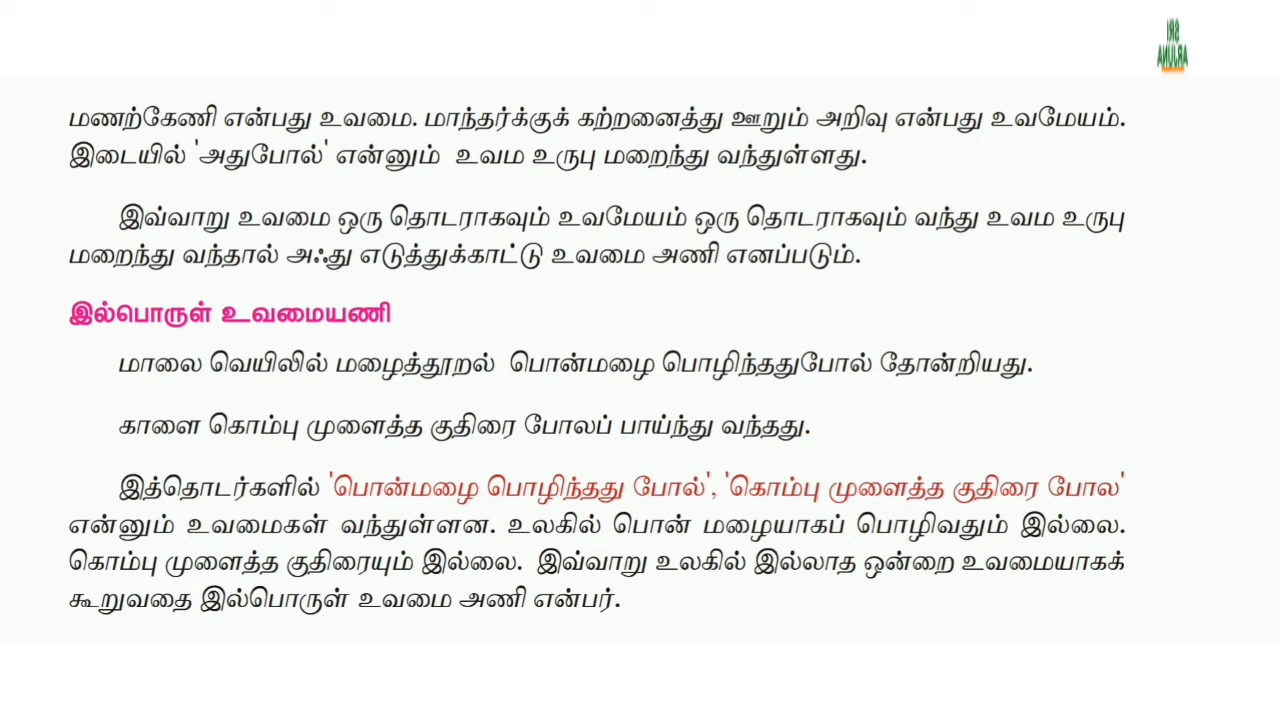 SRI
ARJUNA
மணற்கேணி என்பது உவமை. மாந்தர்க்குக் கற்றனைத்து ஊறும் அறிவு என்பது உவமேயம்.
இடையில் 'அதுபோல்' என்னும் உவம உருபு மறைந்து வந்துள்ளது.
இவ்வாறு உவமை ஒரு தொடராகவும் உவமேயம் ஒரு தொடராகவும் வந்து உவம உருபு
மறைந்து வந்தால் அஃது எடுத்துக்காட்டு உவமை அணி எனப்படும்.
இல்பொருள் உவமையணி
மாலை வெயிலில் மழைத்தூறல் பொன்மழை பொழிந்ததுபோல் தோன்றியது.
காளை கொம்பு முளைத்த குதிரை போலப் பாய்ந்து வந்தது.
இத்தொடர்களில் 'பொன்மழை பொழிந்தது போல்', 'கொம்பு முளைத்த குதிரை போல'
என்னும் உவமைகள் வந்துள்ளன. உலகில் பொன் மழையாகப் பொழிவதும் இல்லை.
கொம்பு முளைத்த குதிரையும் இல்லை. இவ்வாறு உலகில் இல்லாத ஒன்றை உவமையாகக்
கூறுவதை இல்பொருள் உவமை அணி என்பர்.